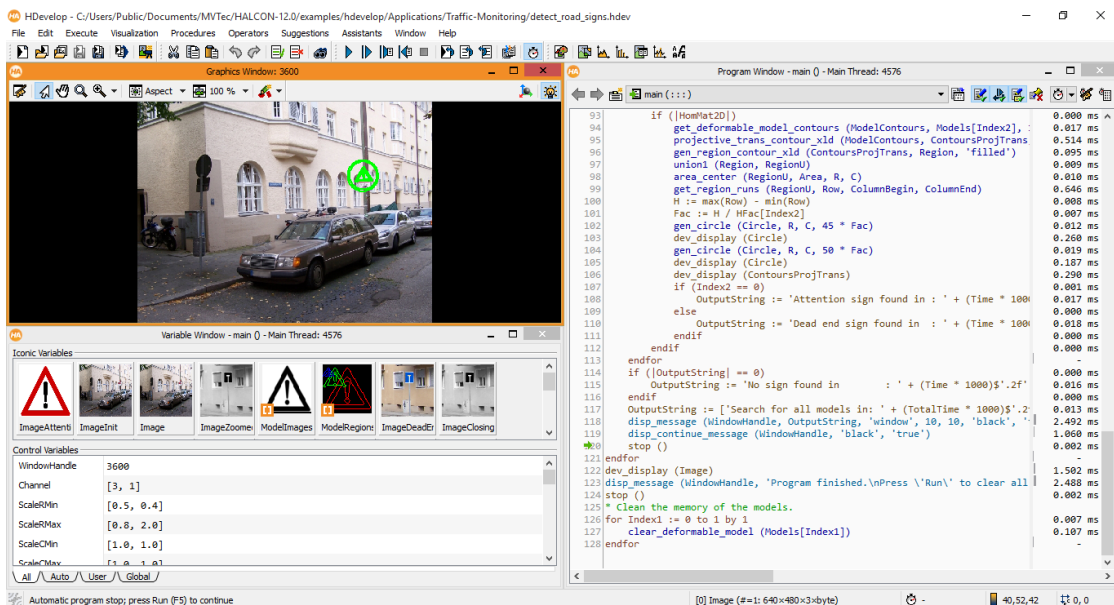 HDevelop - C:/Users/Public/Documents/MVTec/HALCON-12.0/examples/hdevelop/Applications/Traffic-Monitoring/detect_road_signs.hdev
File Edit Execute Visualization Procedures Operators Suggestions Assistants Window Help
Graphics Window: 3600
Aspect 100 %
Program Window - main () - Main Thread: 4576
main ( : : : )
93 if (|HomMat2D|) 0.000 ms
94 get_deformable_model_contours (ModelContours, Models[Index2], 0.017 ms
95 projective_trans_contour_xld (ModelContours, ContoursProjTrans, 0.514 ms
96 gen_region_contour_xld (ContoursProjTrans, Region, 'filled') 0.095 ms
97 union1 (Region, RegionU) 0.009 ms
98 area_center (RegionU, Area, R, C) 0.010 ms
99 get_region_runs (RegionU, Row, ColumnBegin, ColumnEnd) 0.646 ms
100 H := max(Row) - min(Row) 0.008 ms
101 Fac := H / HFac[Index2] 0.007 ms
102 gen_circle (Circle, R, C, 45 * Fac) 0.012 ms
103 dev_display (Circle) 0.260 ms
104 gen_circle (Circle, R, C, 50 * Fac) 0.019 ms
105 dev_display (Circle) 0.187 ms
106 dev_display (ContoursProjTrans) 0.290 ms
107 if (Index2 == 0) 0.001 ms
108 OutputString := 'Attention sign found in : ' + (Time * 1000 0.017 ms
109 else 0.000 ms
110 OutputString := 'Dead end sign found in  : ' + (Time * 1000 0.018 ms
111 endif 0.000 ms
112 endif 0.000 ms
113 endfor -
114 if (|OutputString| == 0) 0.000 ms
115 OutputString := 'No sign found in        : ' + (Time * 1000)$'.2f' 0.016 ms
116 endif 0.000 ms
117 OutputString := ['Search for all models in: ' + (TotalTime * 1000)$'.2 0.013 ms
118 disp_message (WindowHandle, OutputString, 'window', 10, 10, 'black', ' 2.492 ms
119 disp_continue_message (WindowHandle, 'black', 'true') 1.060 ms
120 stop () 0.002 ms
121 endfor -
122 dev_display (Image) 1.502 ms
123 disp_message (WindowHandle, 'Program finished.\nPress \'Run\' to clear all 2.488 ms
124 stop () 0.002 ms
125 * Clean the memory of the models.
126 for Index1 := 0 to 1 by 1 0.007 ms
127 clear_deformable_model (Models[Index1]) 0.107 ms
128 endfor -
Variable Window - main () - Main Thread: 4576
Iconic Variables
ImageAttenti ImageInit Image ImageZoome ModelImages ModelRegion ImageDeadE ImageClosing
Control Variables
WindowHandle 3600
Channel [3, 1]
ScaleRMin [0.5, 0.4]
ScaleRMax [0.8, 2.0]
ScaleCMin [1.0, 1.0]
ScaleCMax [1.0, 1.0]
All Auto User Global
Automatic program stop; press Run (F5) to continue
[0] Image (#=1: 640×480×3×byte) - 40,52,42 0, 0